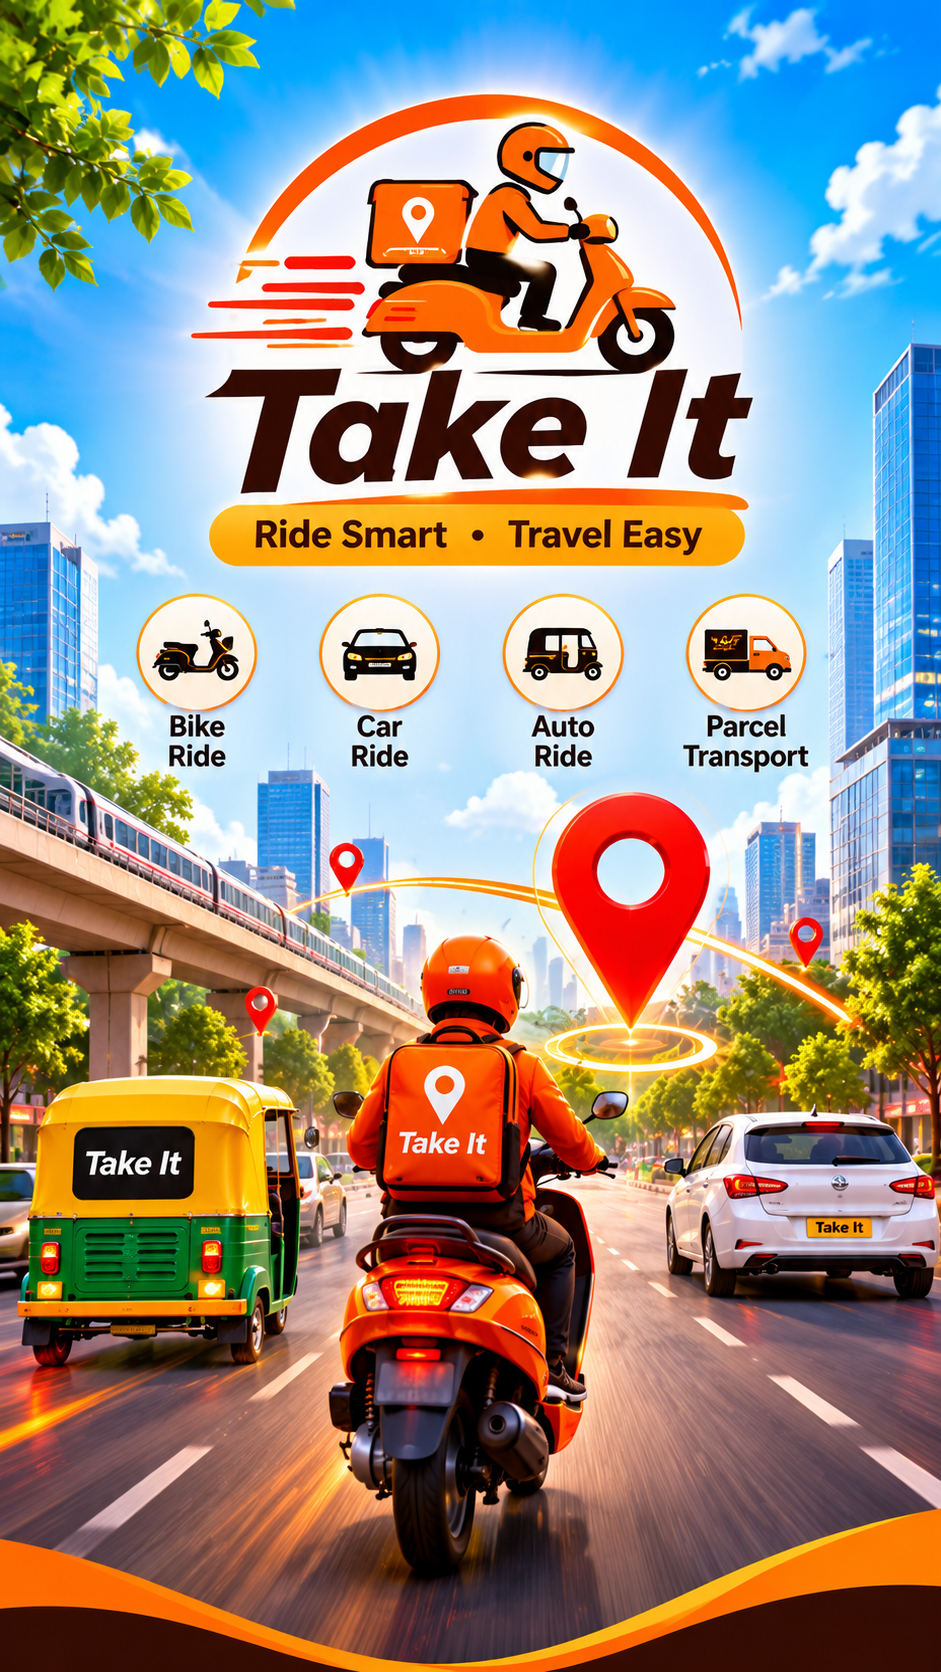 Take It
Ride Smart • Travel Easy
Bike
Ride
Car
Ride
Auto
Ride
Parcel
Transport
Take It
Take It
Take It